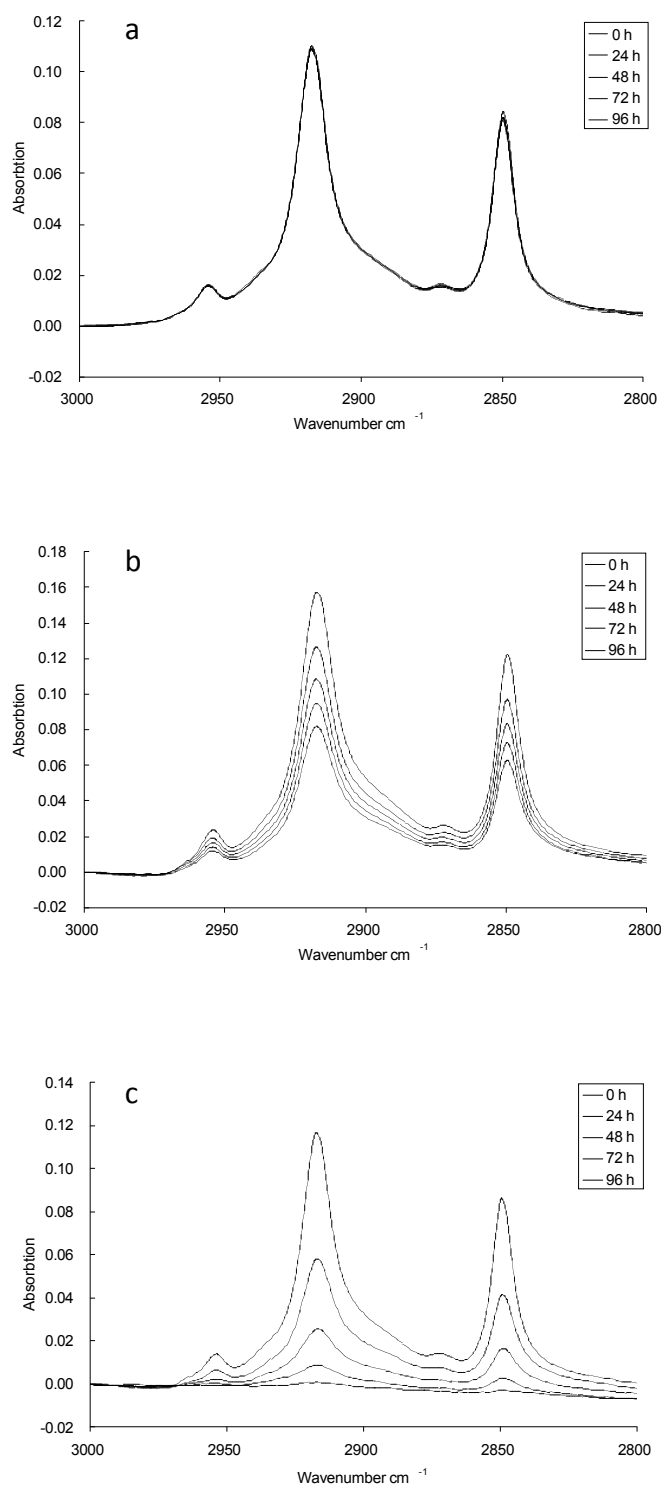 a
0.12
0.10
0.08
0.06
0.04
0.02
0.00
-0.02
Absorbtion
3000 2950 2900 2850 2800
Wavenumber cm -1
0 h
24 h
48 h
72 h
96 h
b
0.18
0.16
0.14
0.12
0.10
0.08
0.06
0.04
0.02
0.00
-0.02
Absorbtion
3000 2950 2900 2850 2800
Wavenumber cm -1
0 h
24 h
48 h
72 h
96 h
c
0.14
0.12
0.10
0.08
0.06
0.04
0.02
0.00
-0.02
Absorbtion
3000 2950 2900 2850 2800
Wavenumber cm -1
0 h
24 h
48 h
72 h
96 h